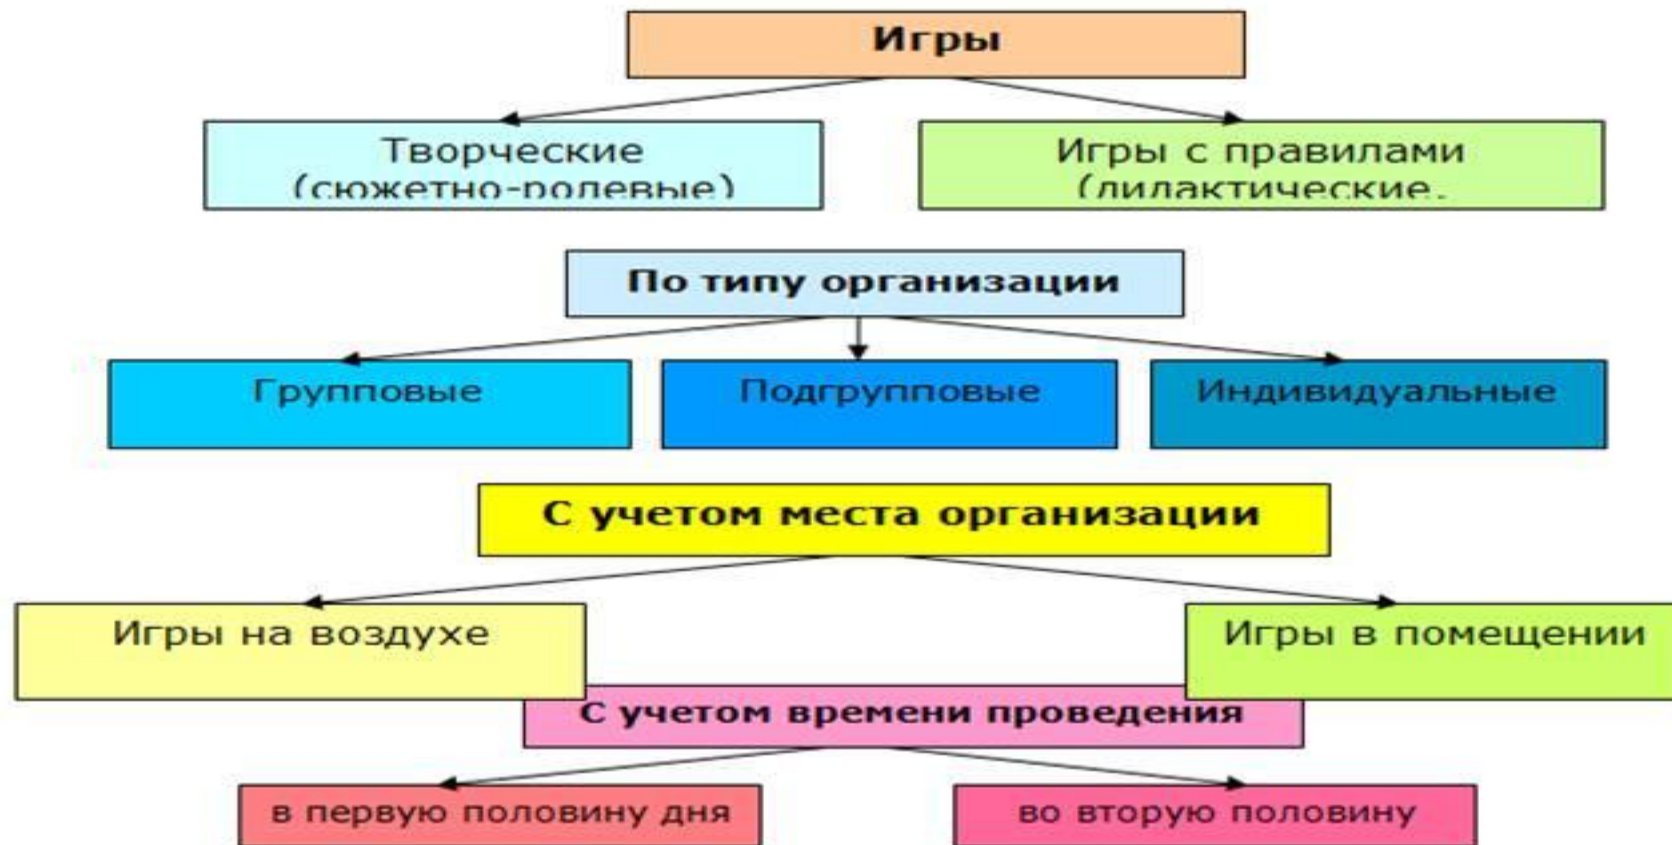 Игры
Творческие
(сюжетно-ролевые)
Игры с правилами
(дидактические,
По типу организации
Групповые
Подгрупповые
Индивидуальные
С учетом места организации
Игры на воздухе
Игры в помещении
С учетом времени проведения
в первую половину дня
во вторую половину